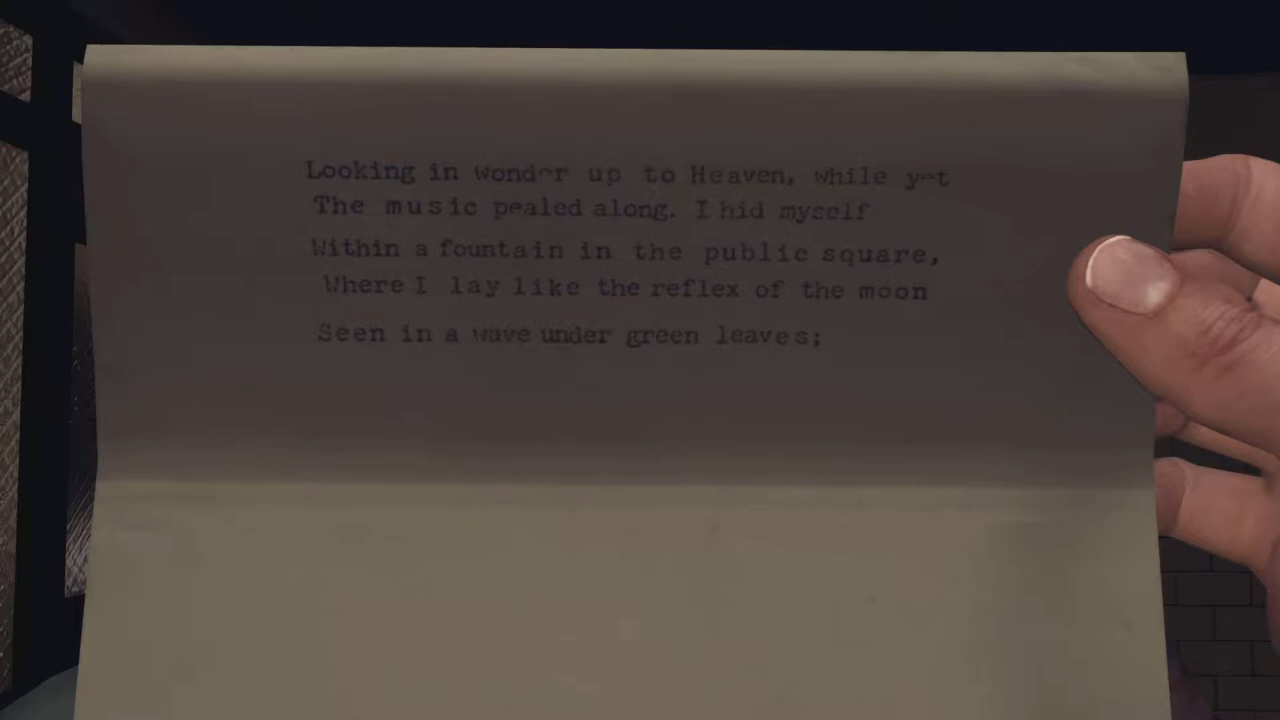 Looking in wonder up to Heaven, while yet
The music pealed along. I hid myself
Within a fountain in the public square,
Where I lay like the reflex of the moon
Seen in a wave under green leaves;